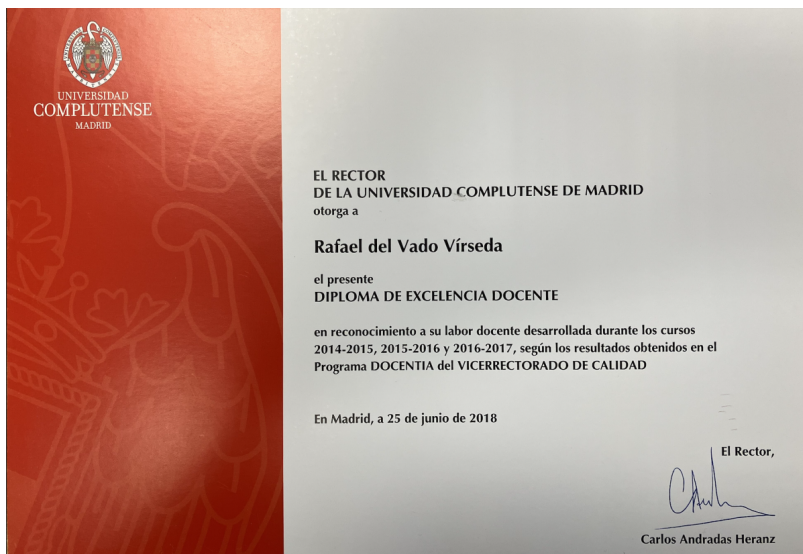 UNIVERSIDAD
COMPLUTENSE
MADRID
EL RECTOR
DE LA UNIVERSIDAD COMPLUTENSE DE MADRID
otorga a
Rafael del Vado Vírseda
el presente
DIPLOMA DE EXCELENCIA DOCENTE
en reconocimiento a su labor docente desarrollada durante los cursos
2014-2015, 2015-2016 y 2016-2017, según los resultados obtenidos en el
Programa DOCENTIA del VICERRECTORADO DE CALIDAD
En Madrid, a 25 de junio de 2018
El Rector,
Carlos Andradas Heranz